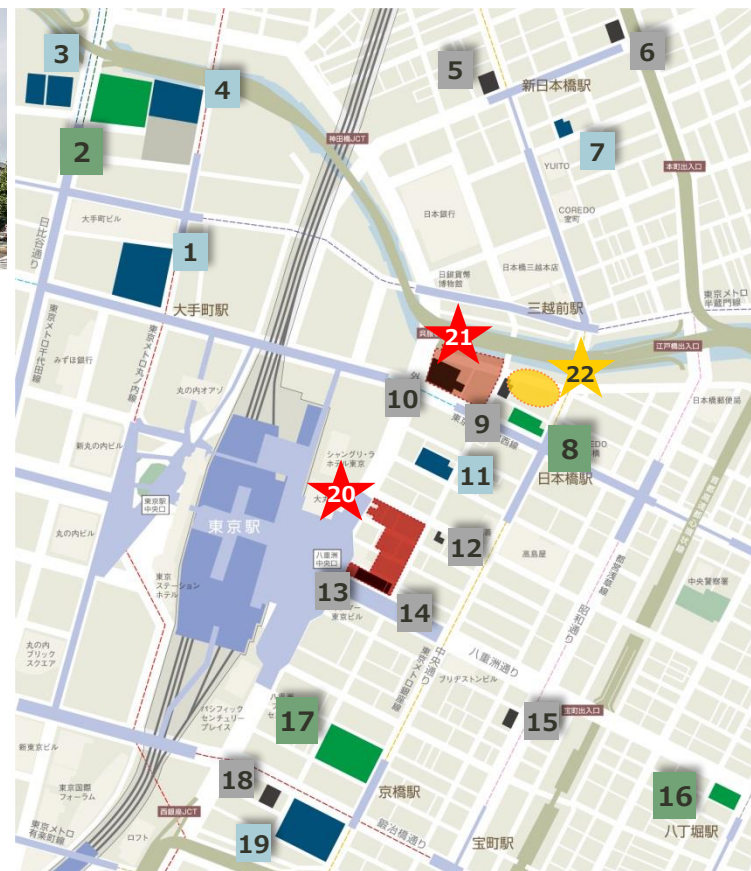 3
4
5
6
新日本橋駅
2
神田橋JCT
7
YUITO
本町出入口
日本銀行
COREDO
室町
大手町ビル
日比谷通り
1
大手町駅
日銀貨幣
博物館
日本橋三越本店
三越前駅
東京メトロ
半蔵門線
江戸橋出入口
21
22
東京メトロ千代田線
みずほ銀行
東京メトロ丸ノ内線
丸の内オアゾ
10
9
8
日本橋郵便局
日本橋駅
新丸の内ビル
シャングリ・ラ
ホテル東京
11
20
東京駅
中央口
東京駅
丸の内ビル
八重洲
中央口
12
高島屋
都営浅草線
中央警察署
東京
ステーション
ホテル
13
14
東京ビル
昭和通り
丸の内
ブリック
スクエア
八重洲通り
中央通り
東京メトロ銀座線
ブリヂストンビル
パシフィック
センチュリー
プレイス
17
15
宝町出入口
新東京ビル
18
京橋駅
16
東京国際
フォーラム
西銀座JCT
八丁堀駅
東京メトロ
有楽町線
ロフト
19
鍛冶橋通り
宝町駅